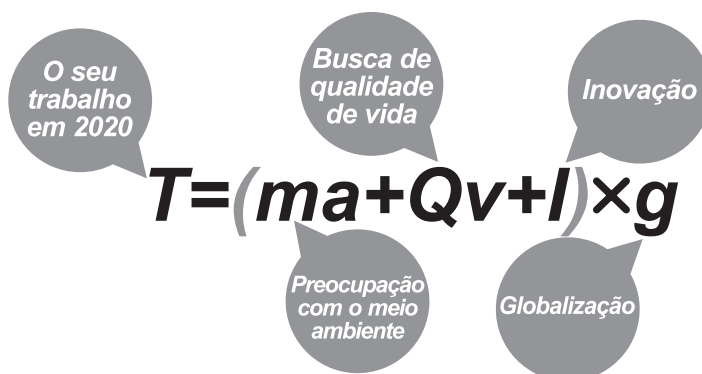 O seu
trabalho
em 2020
Busca de
qualidade
de vida
Inovação
T=(ma+Qv+I)×g
Preocupação
com o meio
ambiente
Globalização